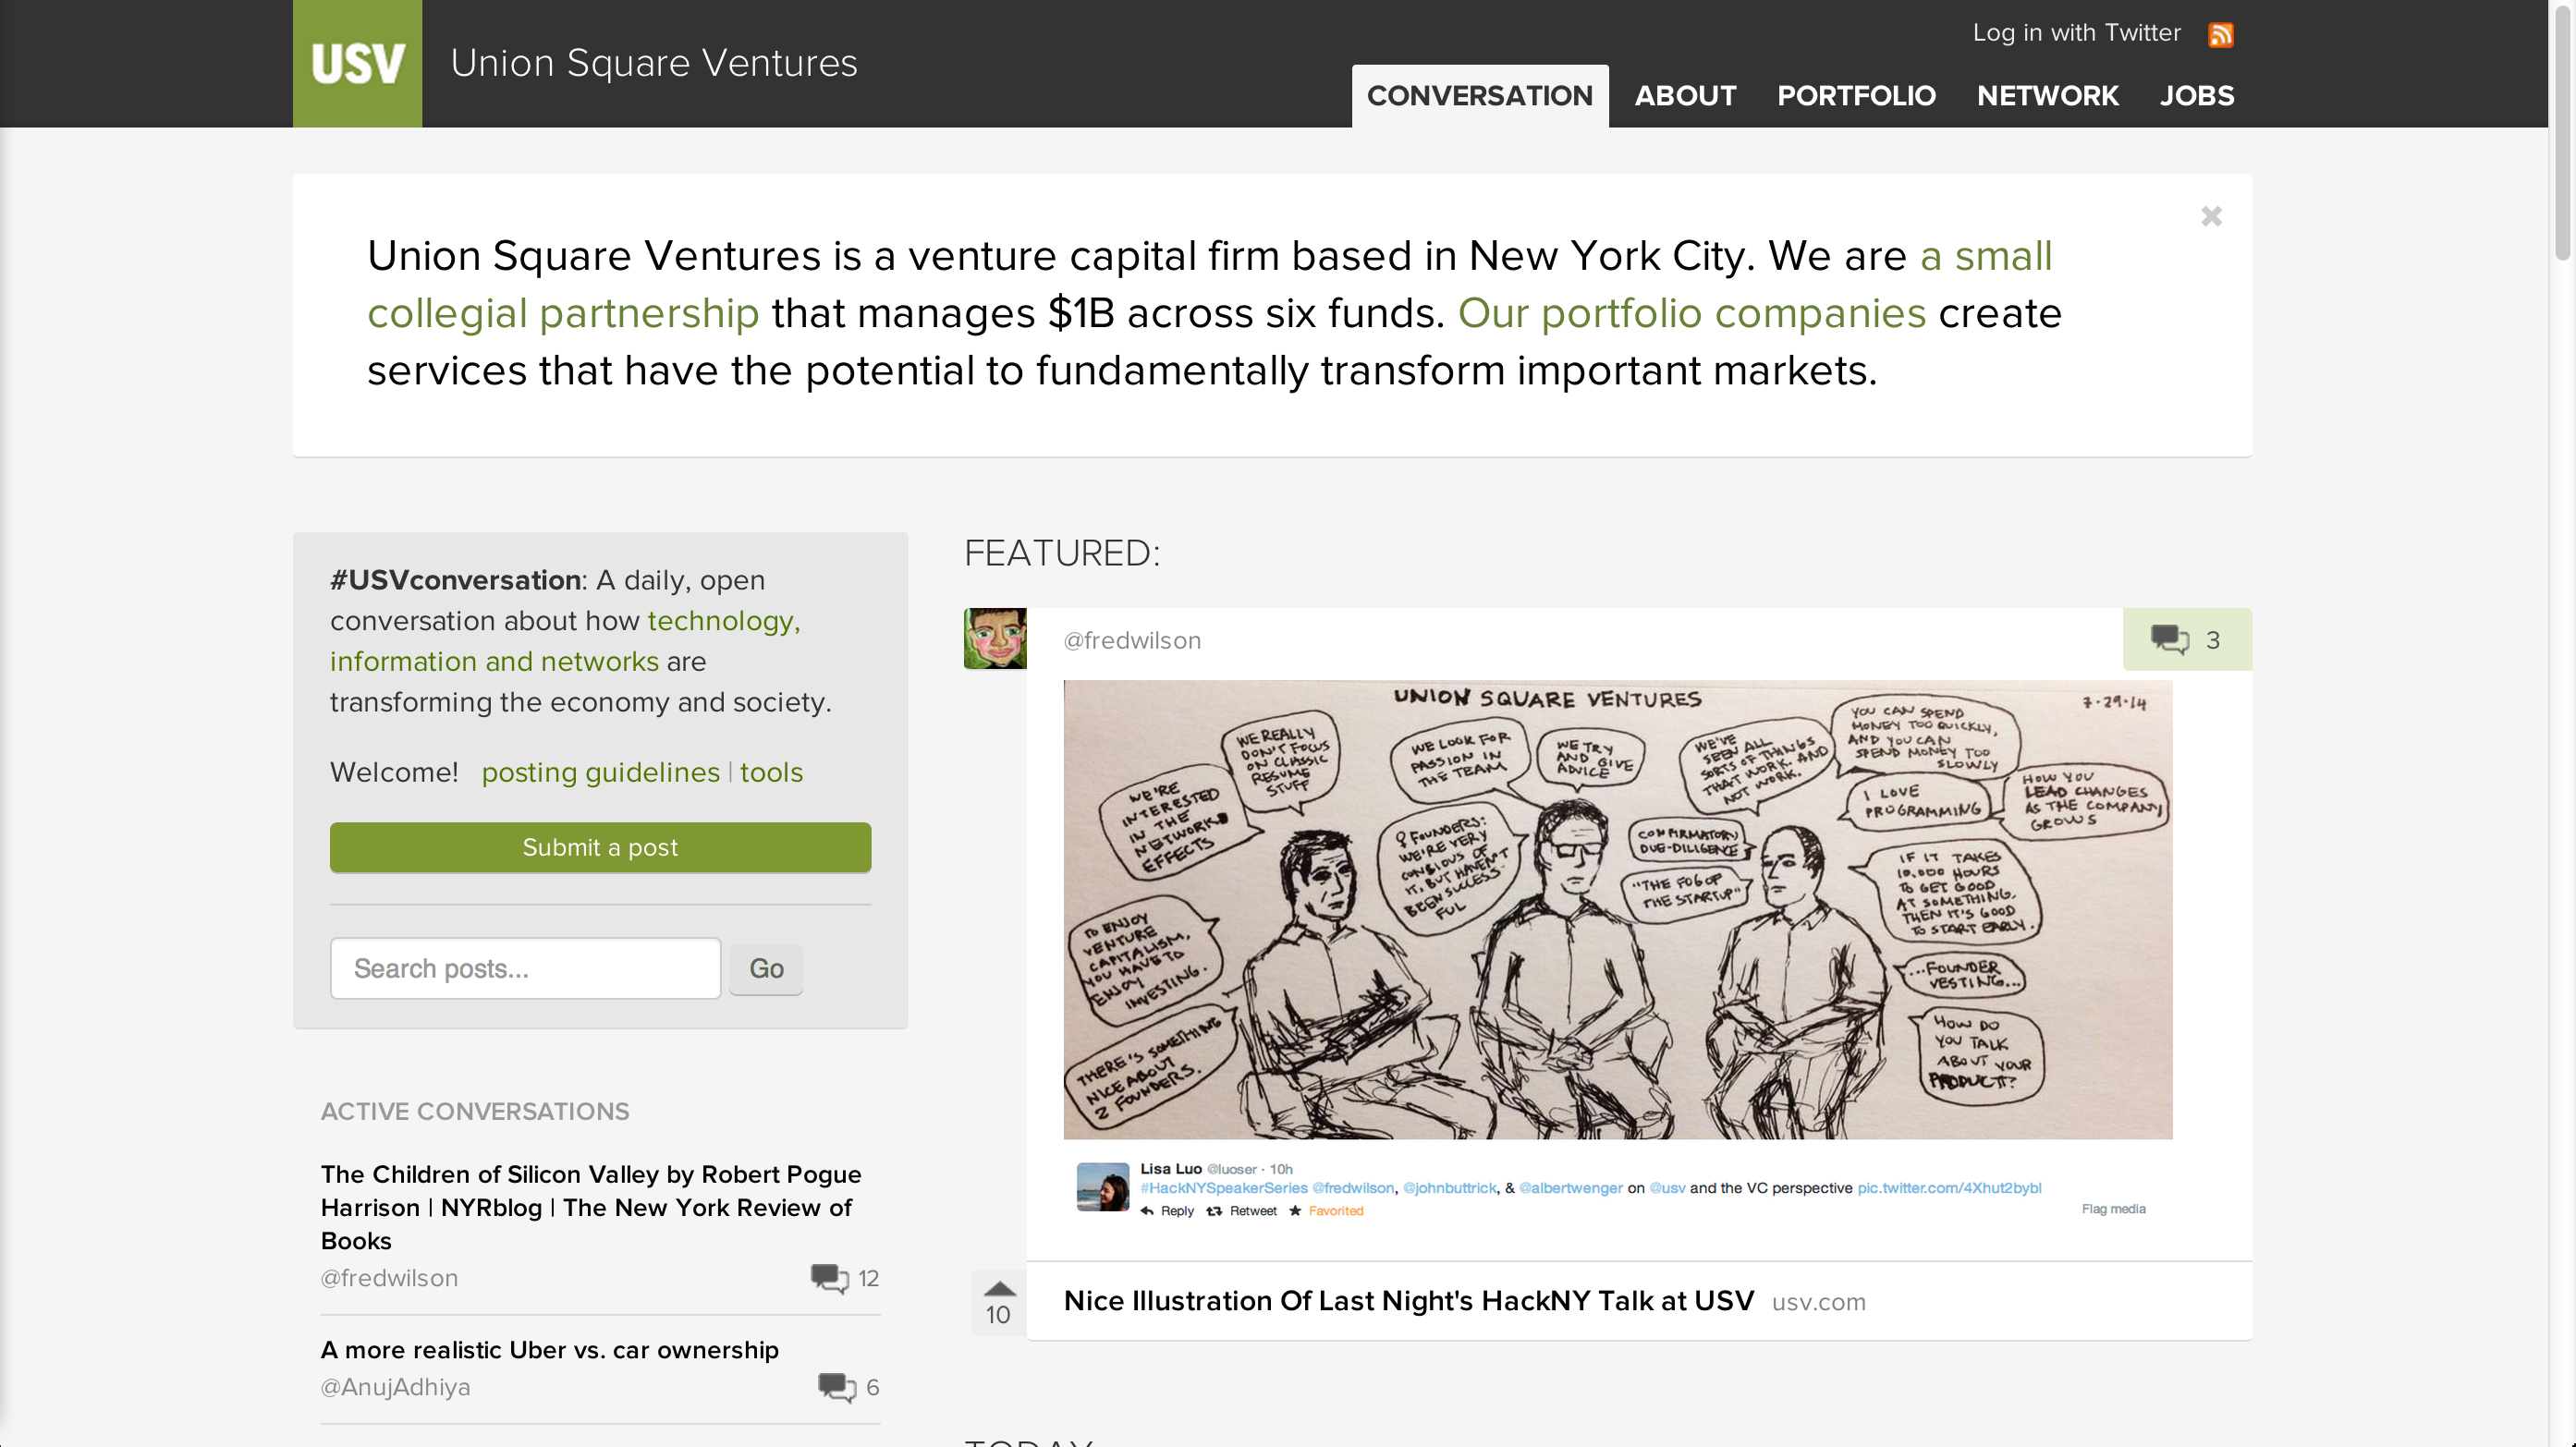 USV
Union Square Ventures
Log in with Twitter
CONVERSATION
ABOUT
PORTFOLIO
NETWORK
JOBS
Union Square Ventures is a venture capital firm based in New York City. We are a small
collegial partnership that manages $1B across six funds. Our portfolio companies create
services that have the potential to fundamentally transform important markets.
#USVconversation: A daily, open
conversation about how technology,
information and networks are
transforming the economy and society.
Welcome! posting guidelines | tools
Submit a post
Search posts...
Go
ACTIVE CONVERSATIONS
The Children of Silicon Valley by Robert Pogue
Harrison | NYRblog | The New York Review of
Books
@fredwilson
12
A more realistic Uber vs. car ownership
@AnujAdhiya
6
FEATURED:
@fredwilson
3
UNION SQUARE VENTURES
7·29·14
WE'RE
INTERESTED
IN THE
NETWORKS
EFFECTS
WE REALLY
DON'T FOCUS
ON CLASSIC
RESUME
STUFF
TO ENJOY
VENTURE
CAPITALISM,
YOU HAVE TO
ENJOY
INVESTING.
THERE'S SOMETHING
NICE ABOUT
2 FOUNDERS.
WE LOOK FOR
PASSION IN
THE TEAM
WE TRY
AND GIVE
ADVICE
♀ FOUNDERS:
WE'RE VERY
CONSIOUS OF
IT, BUT HAVEN'T
BEEN SUCCESS-
FUL
WE'VE
SEEN ALL
SORTS OF THINGS
THAT WORK. AND
NOT WORK.
YOU CAN SPEND
MONEY TOO QUICKLY,
AND YOU CAN
SPEND MONEY TOO
SLOWLY
I LOVE
PROGRAMMING
HOW YOU
LEAD CHANGES
AS THE COMPANY
GROWS
CONFIRMATORY
DUE-DILIGENCE
"THE FOG OF
THE STARTUP"
IF IT TAKES
10,000 HOURS
TO GET GOOD
AT SOMETHING.
THEN IT'S GOOD
TO START EARLY.
...FOUNDER
VESTING...
HOW DO
YOU TALK
ABOUT YOUR
PRODUCT?
Lisa Luo @luoser · 10h
#HackNYSpeakerSeries @fredwilson, @johnbuttrick, & @albertwenger on @usv and the VC perspective pic.twitter.com/4Xhut2bybl
Reply Retweet Favorited
Flag media
10
Nice Illustration Of Last Night's HackNY Talk at USV usv.com
TODAY